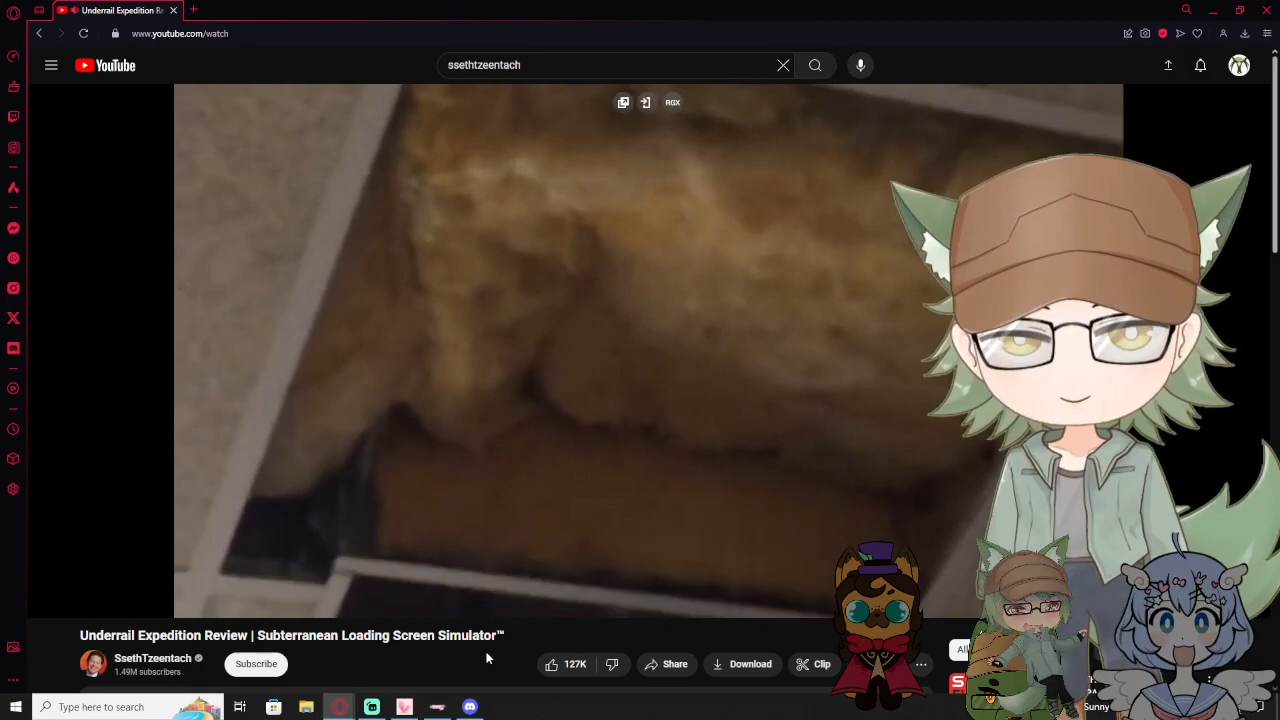 Underrail Expedition Re
www.youtube.com/watch
YouTube
ssethtzeentach
RGX
Underrail Expedition Review | Subterranean Loading Screen Simulator™
SsethTzeentach
1.49M subscribers
Subscribe
127K
Share
Download
Clip
All
Type here to search
Sunny